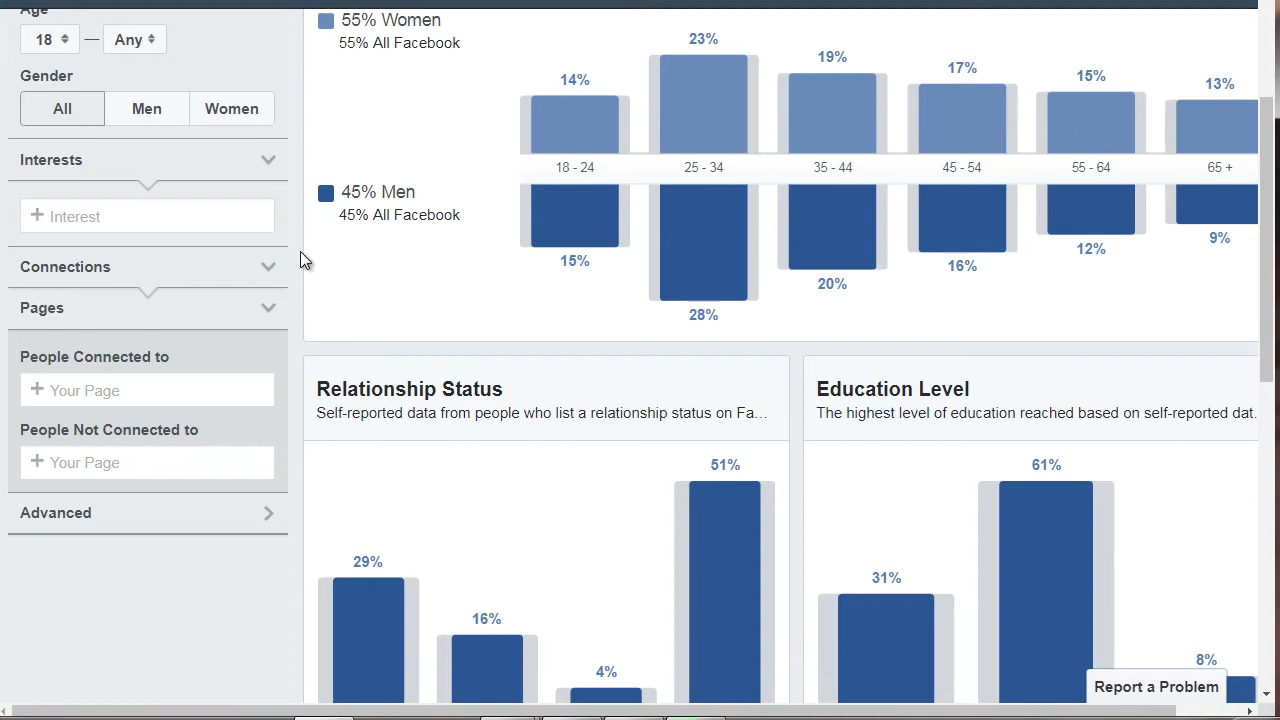 Age
18 — Any
Gender
All Men Women
Interests
+ Interest
Connections
Pages
People Connected to
+ Your Page
People Not Connected to
+ Your Page
Advanced
55% Women
55% All Facebook
14% 23% 19% 17% 15% 13%
18 - 24 25 - 34 35 - 44 45 - 54 55 - 64 65 +
45% Men
45% All Facebook
15% 28% 20% 16% 12% 9%
Relationship Status
Self-reported data from people who list a relationship status on Fa...
29% 16% 4% 51%
Education Level
The highest level of education reached based on self-reported dat.
31% 61% 8%
Report a Problem